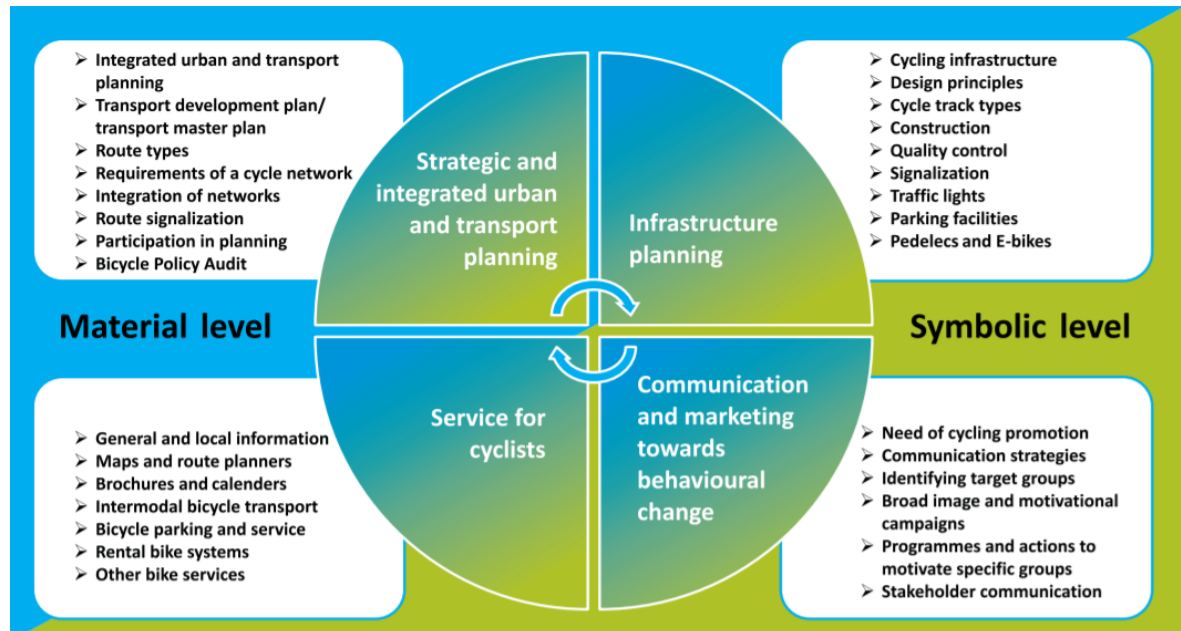 ➢ Integrated urban and transport
planning
➢ Transport development plan/
transport master plan
➢ Route types
➢ Requirements of a cycle network
➢ Integration of networks
➢ Route signalization
➢ Participation in planning
➢ Bicycle Policy Audit
Strategic and
integrated urban
and transport
planning
Infrastructure
planning
➢ Cycling infrastructure
➢ Design principles
➢ Cycle track types
➢ Construction
➢ Quality control
➢ Signalization
➢ Traffic lights
➢ Parking facilities
➢ Pedelecs and E-bikes
Material level
Symbolic level
➢ General and local information
➢ Maps and route planners
➢ Brochures and calenders
➢ Intermodal bicycle transport
➢ Bicycle parking and service
➢ Rental bike systems
➢ Other bike services
Service for
cyclists
Communication
and marketing
towards
behavioural
change
➢ Need of cycling promotion
➢ Communication strategies
➢ Identifying target groups
➢ Broad image and motivational
campaigns
➢ Programmes and actions to
motivate specific groups
➢ Stakeholder communication